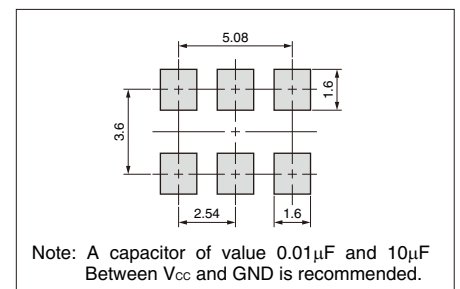 5.08
1.6
3.6
2.54
1.6
Note: A capacitor of value 0.01μF and 10μF
Between Vcc and GND is recommended.